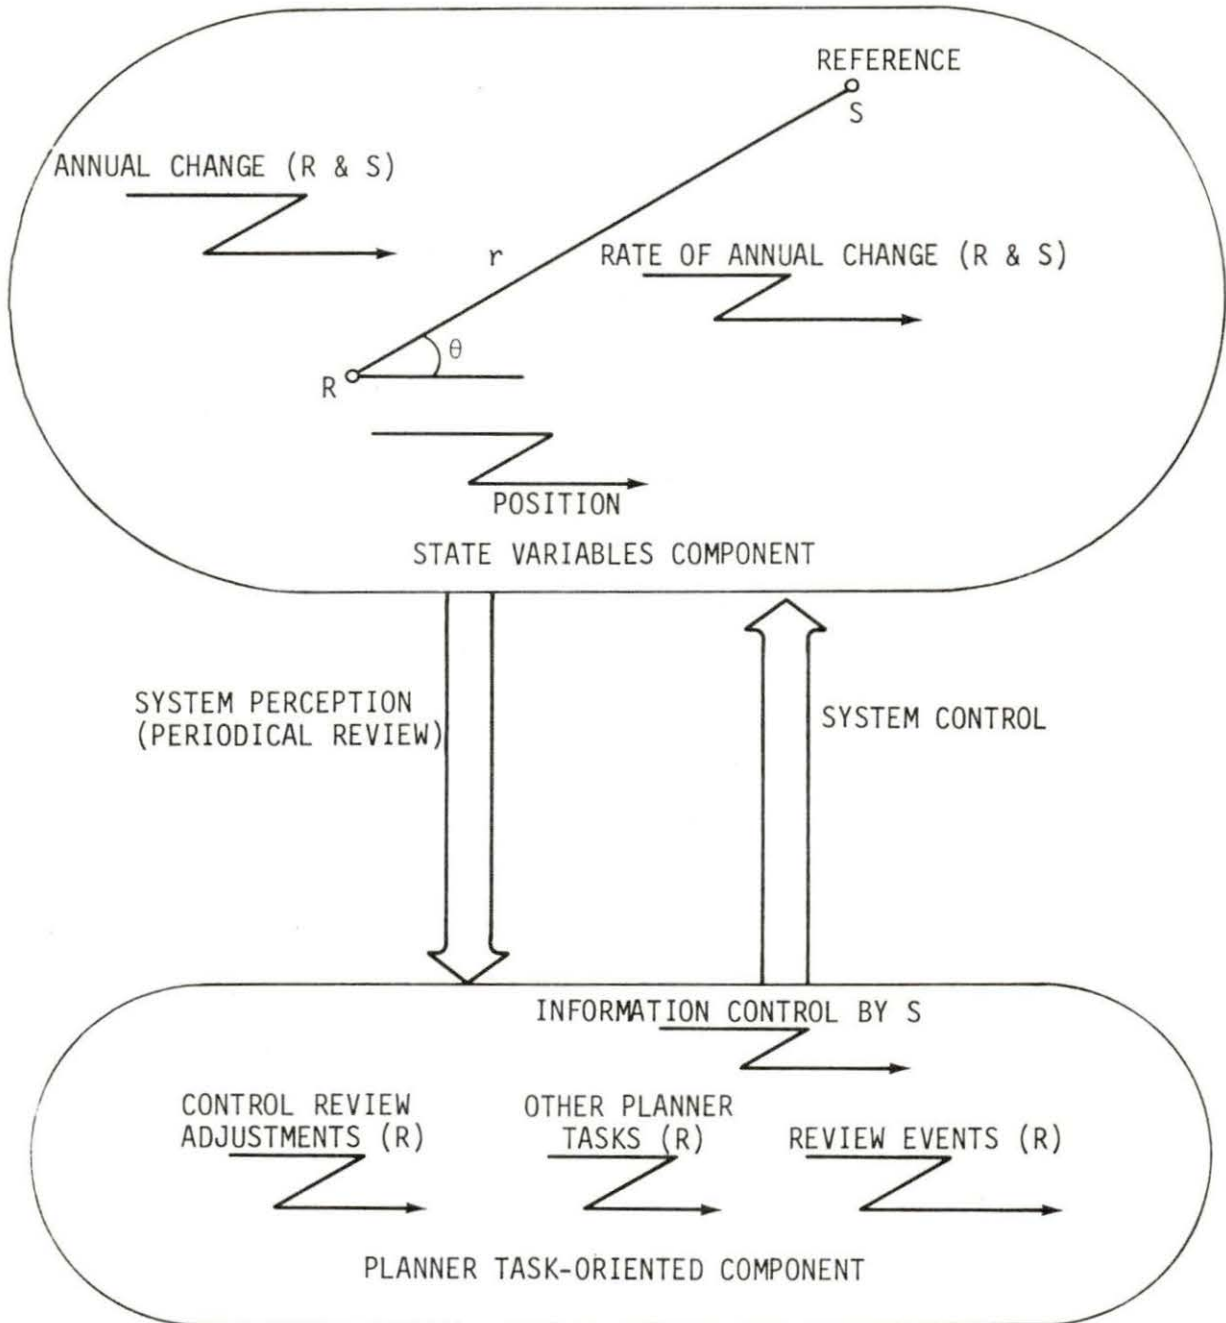 REFERENCE
S
ANNUAL CHANGE (R & S)
r
RATE OF ANNUAL CHANGE (R & S)
θ
R
POSITION
STATE VARIABLES COMPONENT
SYSTEM PERCEPTION
(PERIODICAL REVIEW)
SYSTEM CONTROL
INFORMATION CONTROL BY S
CONTROL REVIEW
ADJUSTMENTS (R)
OTHER PLANNER
TASKS (R)
REVIEW EVENTS (R)
PLANNER TASK-ORIENTED COMPONENT